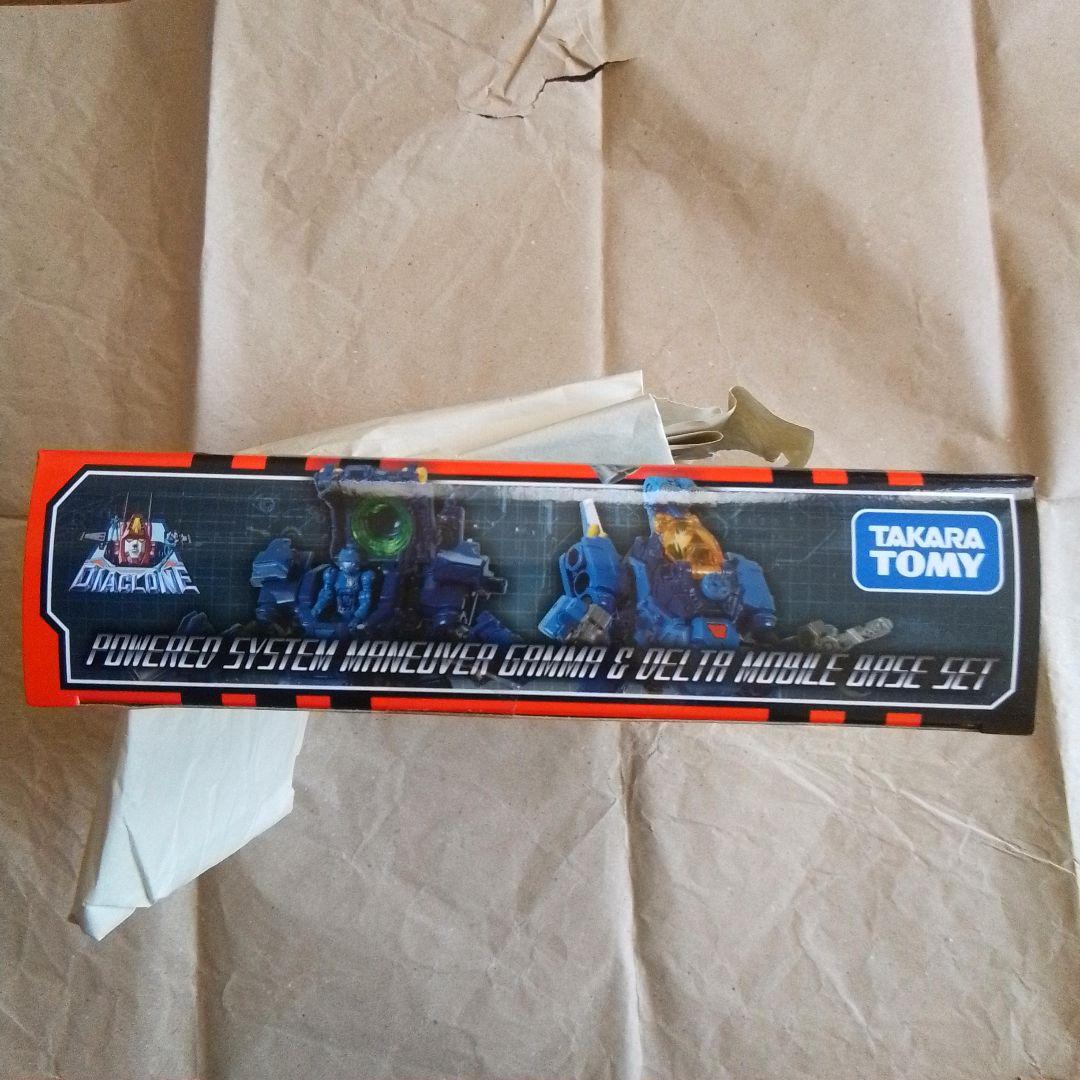 DIACLONE
TAKARA
TOMY
POWERED SYSTEM MANEUVER GAMMA & DELTA MOBILE BASE SET